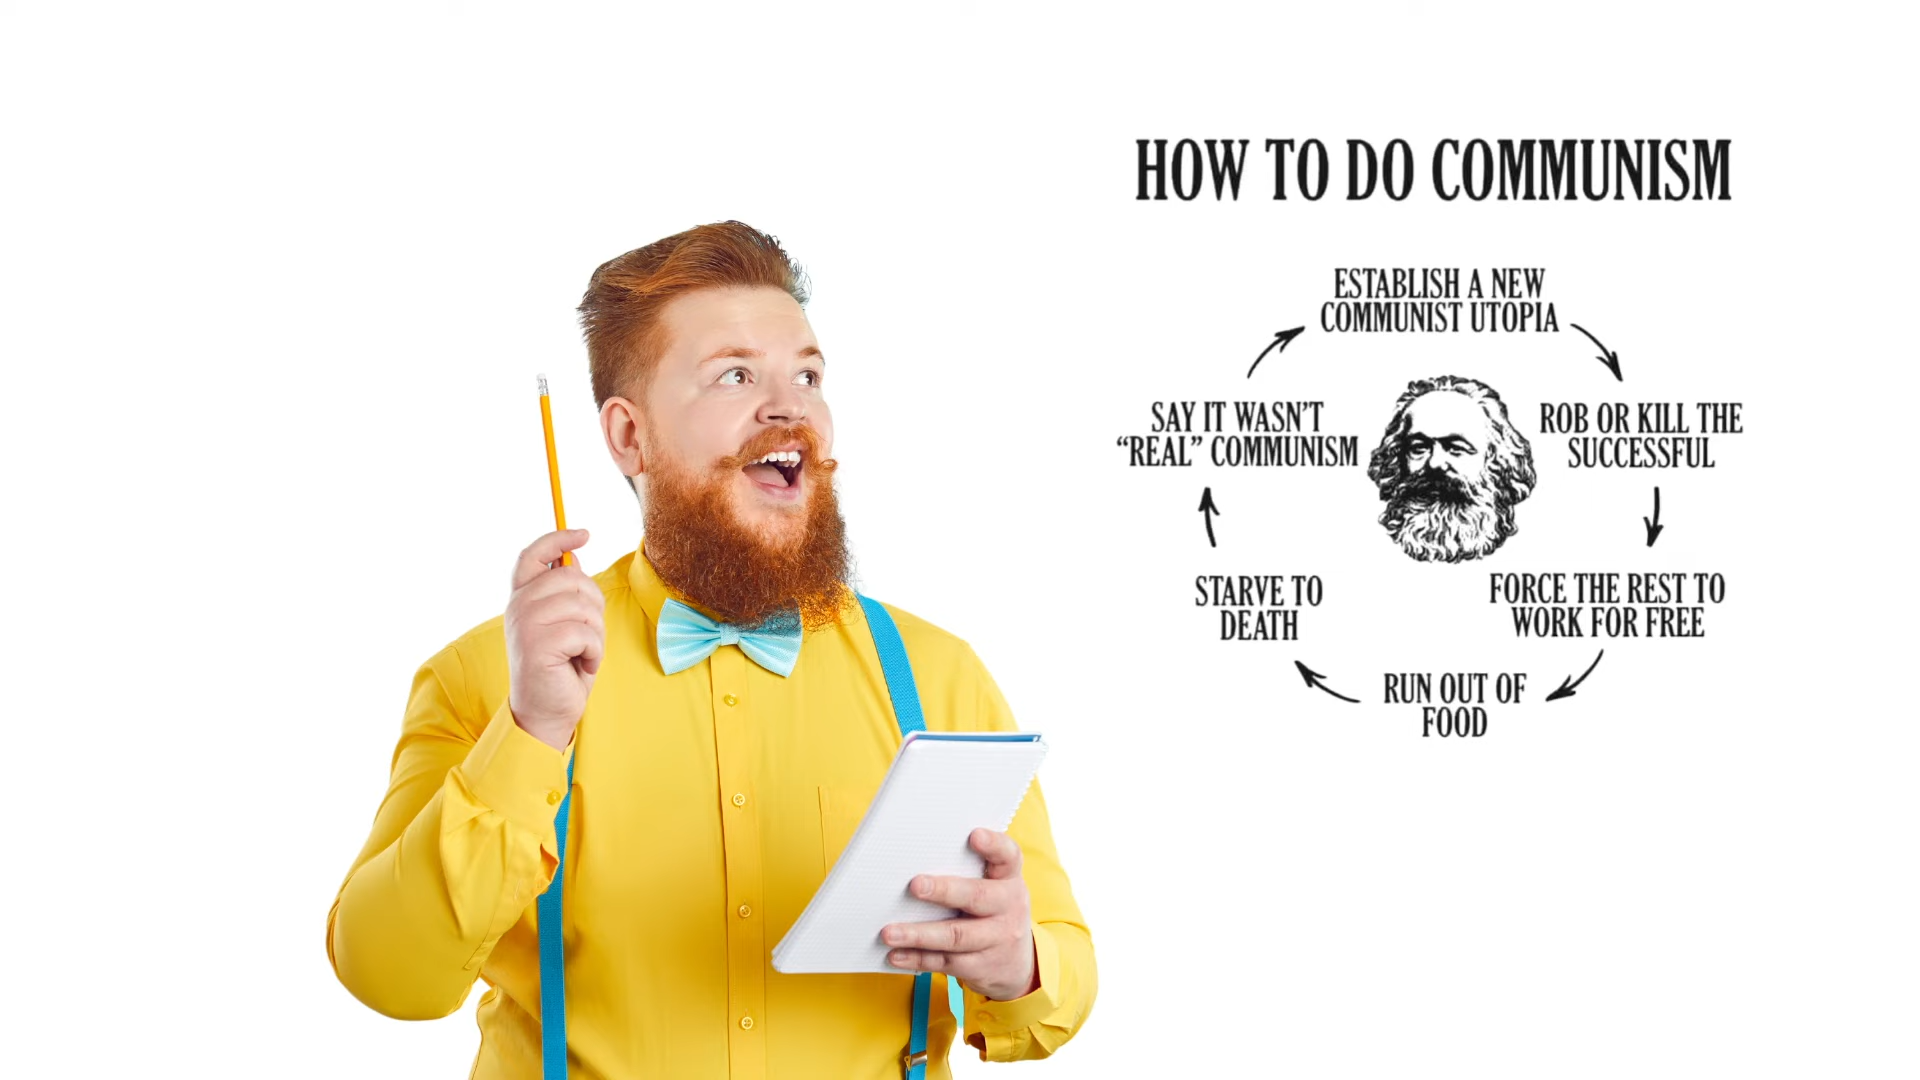 HOW TO DO COMMUNISM
ESTABLISH A NEW
COMMUNIST UTOPIA
ROB OR KILL THE
SUCCESSFUL
FORCE THE REST TO
WORK FOR FREE
RUN OUT OF
FOOD
STARVE TO
DEATH
SAY IT WASN'T
“REAL” COMMUNISM